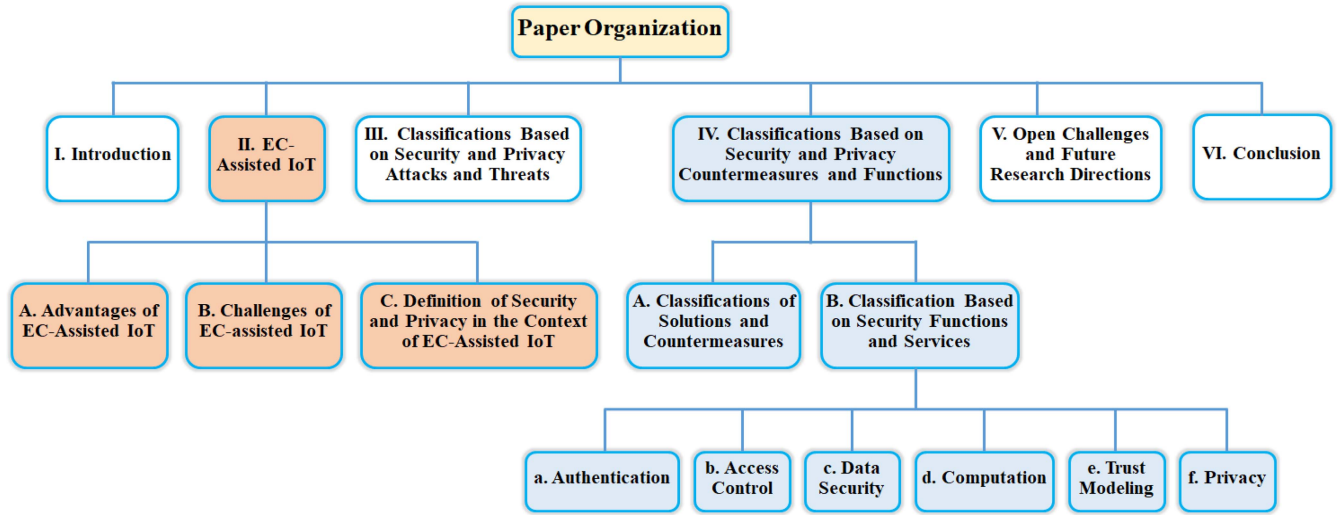 Paper Organization
I. Introduction
II. EC-
Assisted IoT
III. Classifications Based
on Security and Privacy
Attacks and Threats
IV. Classifications Based on
Security and Privacy
Countermeasures and Functions
V. Open Challenges
and Future
Research Directions
VI. Conclusion
A. Advantages of
EC-Assisted IoT
B. Challenges of
EC-assisted IoT
C. Definition of Security
and Privacy in the Context
of EC-Assisted IoT
A. Classifications of
Solutions and
Countermeasures
B. Classification Based
on Security Functions
and Services
a. Authentication
b. Access
Control
c. Data
Security
d. Computation
e. Trust
Modeling
f. Privacy